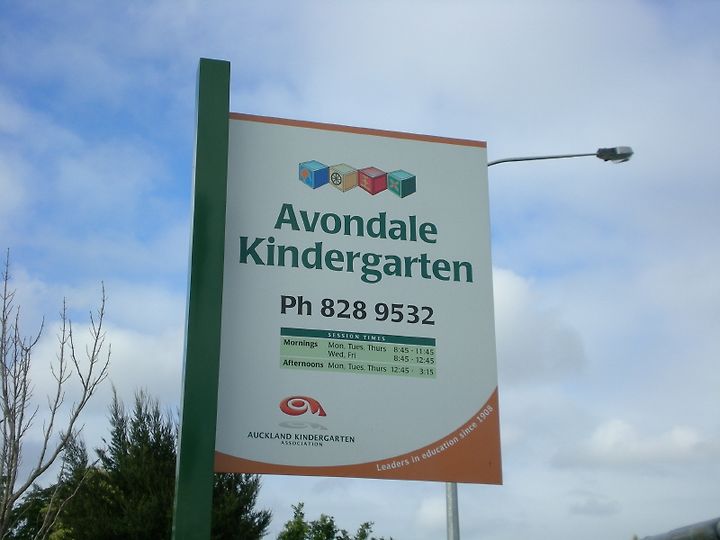 Avondale
Kindergarten
Ph 828 9532
SESSION TIMES
Mornings Mon, Tues, Thurs 8:45 - 11:45
Wed, Fri 8:45 - 12:45
Afternoons Mon, Tues, Thurs 12:45 - 3:15
AUCKLAND KINDERGARTEN
ASSOCIATION
Leaders in education since 1908